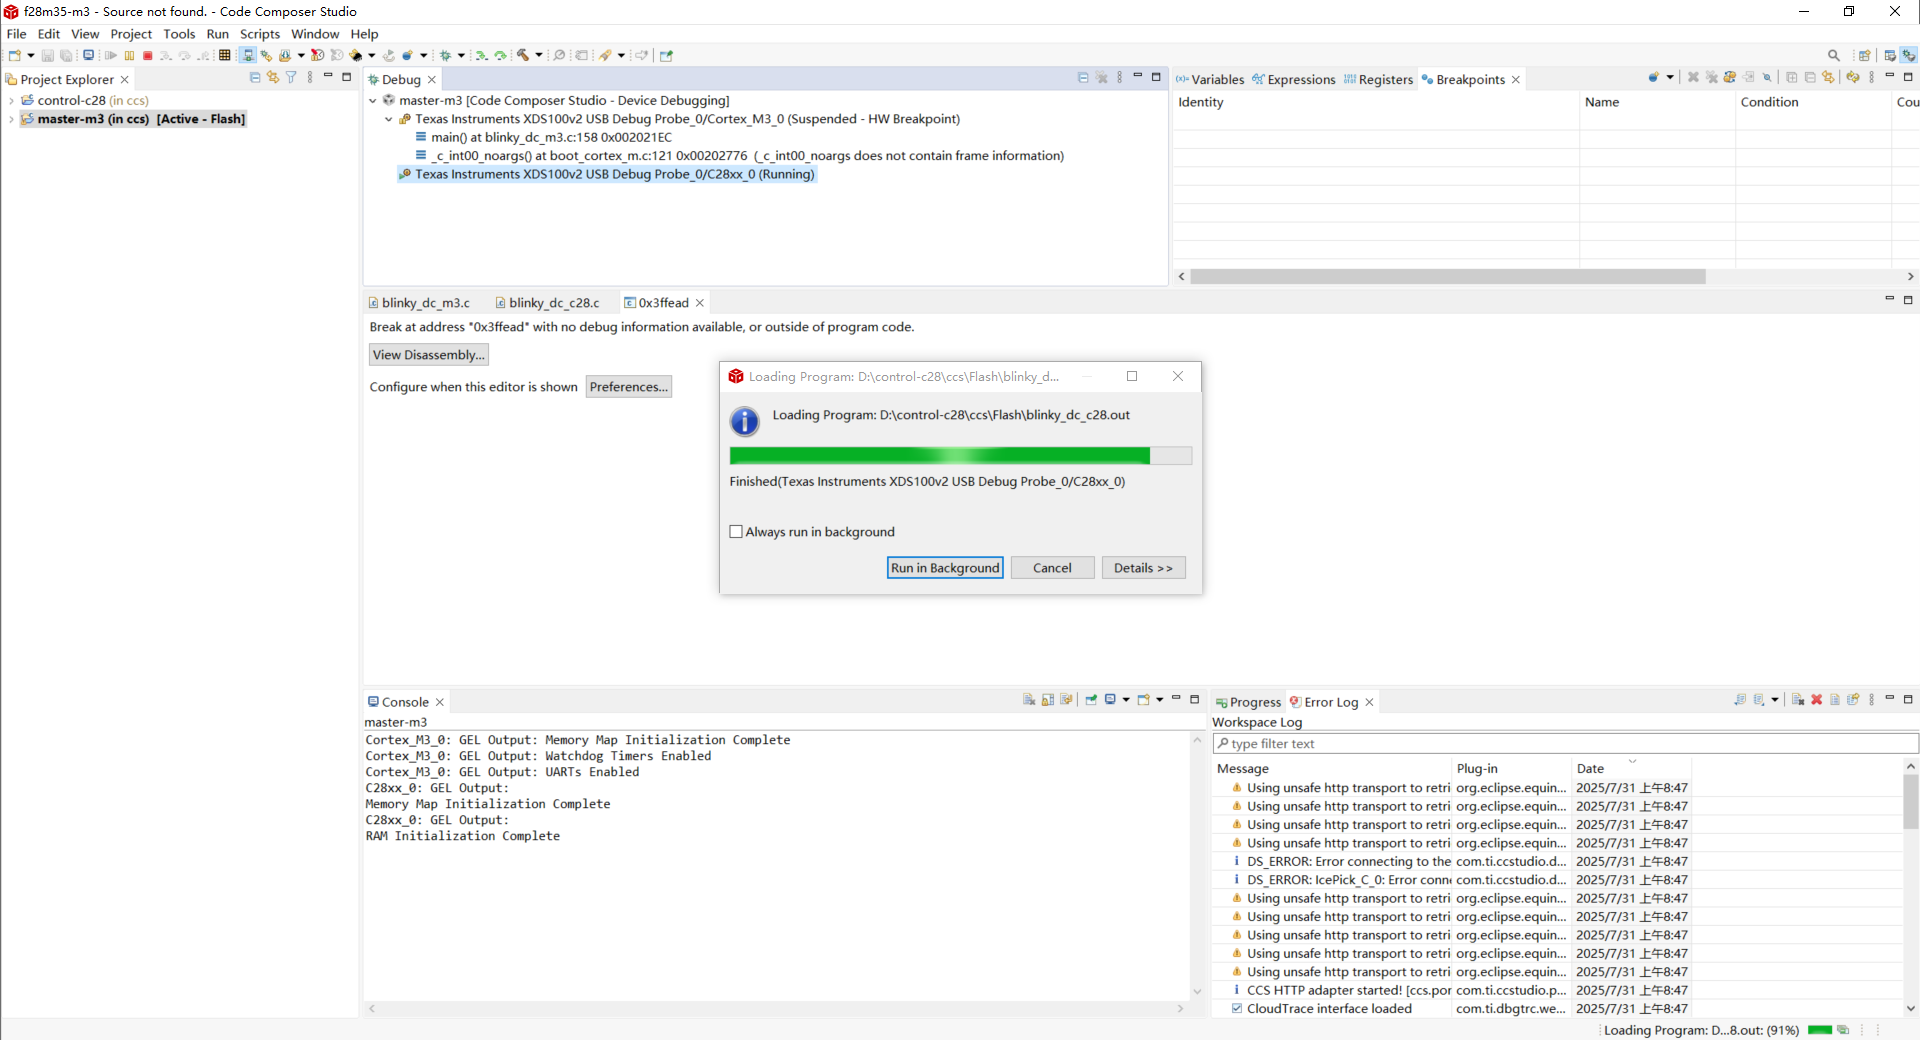 f28m35-m3 - Source not found. - Code Composer Studio
File Edit View Project Tools Run Scripts Window Help
Project Explorer
control-c28 (in ccs)
master-m3 (in ccs) [Active - Flash]
Debug
master-m3 [Code Composer Studio - Device Debugging]
Texas Instruments XDS100v2 USB Debug Probe_0/Cortex_M3_0 (Suspended - HW Breakpoint)
main() at blinky_dc_m3.c:158 0x002021EC
_c_int00_noargs() at boot_cortex_m.c:121 0x00202776 (_c_int00_noargs does not contain frame information)
Texas Instruments XDS100v2 USB Debug Probe_0/C28xx_0 (Running)
Variables Expressions Registers Breakpoints
Identity Name Condition Cou
blinky_dc_m3.c blinky_dc_c28.c 0x3ffead
Break at address "0x3ffead" with no debug information available, or outside of program code.
View Disassembly...
Configure when this editor is shown Preferences...
Loading Program: D:\control-c28\ccs\Flash\blinky_d...
Loading Program: D:\control-c28\ccs\Flash\blinky_dc_c28.out
Finished(Texas Instruments XDS100v2 USB Debug Probe_0/C28xx_0)
Always run in background
Run in Background Cancel Details >>
Console
master-m3
Cortex_M3_0: GEL Output: Memory Map Initialization Complete
Cortex_M3_0: GEL Output: Watchdog Timers Enabled
Cortex_M3_0: GEL Output: UARTs Enabled
C28xx_0: GEL Output:
Memory Map Initialization Complete
C28xx_0: GEL Output:
RAM Initialization Complete
Progress Error Log
Workspace Log
type filter text
Message Plug-in Date
Using unsafe http transport to retri org.eclipse.equin... 2025/7/31 上午8:47
Using unsafe http transport to retri org.eclipse.equin... 2025/7/31 上午8:47
Using unsafe http transport to retri org.eclipse.equin... 2025/7/31 上午8:47
Using unsafe http transport to retri org.eclipse.equin... 2025/7/31 上午8:47
DS_ERROR: Error connecting to the com.ti.ccstudio.d... 2025/7/31 上午8:47
DS_ERROR: IcePick_C_0: Error conne com.ti.ccstudio.d... 2025/7/31 上午8:47
Using unsafe http transport to retri org.eclipse.equin... 2025/7/31 上午8:47
Using unsafe http transport to retri org.eclipse.equin... 2025/7/31 上午8:47
Using unsafe http transport to retri org.eclipse.equin... 2025/7/31 上午8:47
Using unsafe http transport to retri org.eclipse.equin... 2025/7/31 上午8:47
Using unsafe http transport to retri org.eclipse.equin... 2025/7/31 上午8:47
CCS HTTP adapter started! [ccs.por com.ti.ccstudio.p... 2025/7/31 上午8:47
CloudTrace interface loaded com.ti.dbgtrc.we... 2025/7/31 上午8:47
Loading Program: D...8.out: (91%)